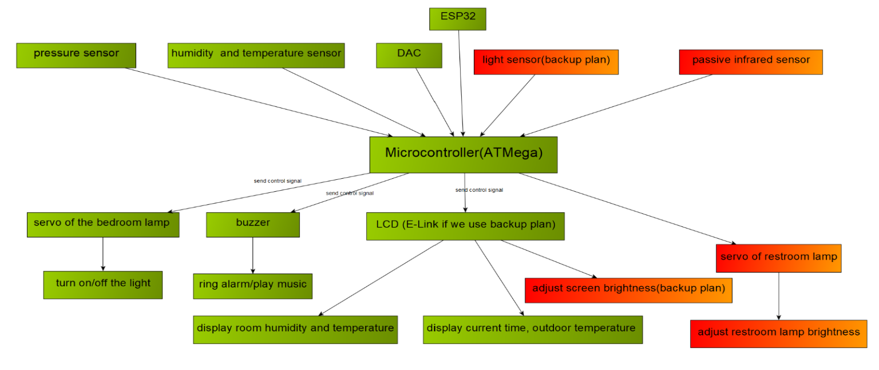 ESP32
pressure sensor
humidity and temperature sensor
DAC
light sensor(backup plan)
passive infrared sensor
Microcontroller(ATMega)
send control signal
send control signal
send control signal
servo of the bedroom lamp
buzzer
LCD (E-Link if we use backup plan)
servo of restroom lamp
turn on/off the light
ring alarm/play music
adjust screen brightness(backup plan)
display room humidity and temperature
display current time, outdoor temperature
adjust restroom lamp brightness